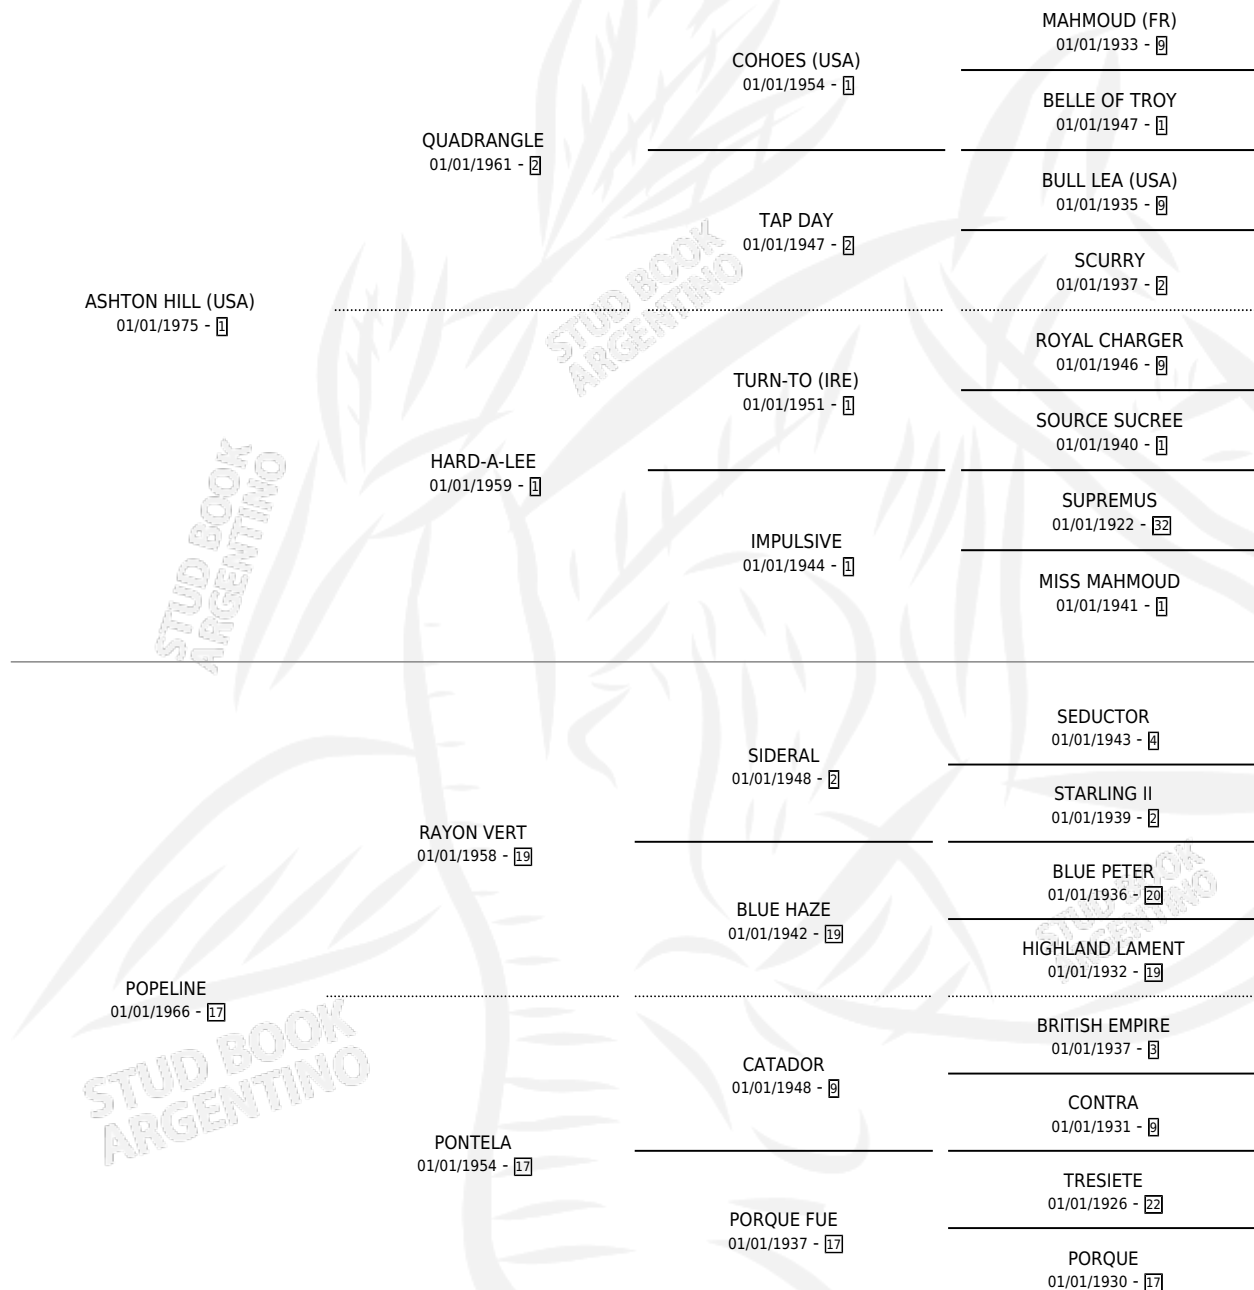 MAHMOUD (FR)
01/01/1933 - 9
COHOES (USA)
01/01/1954 - 1
BELLE OF TROY
01/01/1947 - 1
QUADRANGLE
01/01/1961 - 2
BULL LEA (USA)
01/01/1935 - 9
TAP DAY
01/01/1947 - 2
SCURRY
01/01/1937 - 2
ASHTON HILL (USA)
01/01/1975 - 1
ROYAL CHARGER
01/01/1946 - 9
TURN-TO (IRE)
01/01/1951 - 1
SOURCE SUCREE
01/01/1940 - 1
HARD-A-LEE
01/01/1959 - 1
SUPREMUS
01/01/1922 - 32
IMPULSIVE
01/01/1944 - 1
MISS MAHMOUD
01/01/1941 - 1
SEDUCTOR
01/01/1943 - 4
SIDERAL
01/01/1948 - 2
STARLING II
01/01/1939 - 2
RAYON VERT
01/01/1958 - 19
BLUE PETER
01/01/1936 - 20
BLUE HAZE
01/01/1942 - 19
HIGHLAND LAMENT
01/01/1932 - 19
POPELINE
01/01/1966 - 17
BRITISH EMPIRE
01/01/1937 - 3
CATADOR
01/01/1948 - 9
CONTRA
01/01/1931 - 9
PONTELA
01/01/1954 - 17
TRESIETE
01/01/1926 - 22
PORQUE FUE
01/01/1937 - 17
PORQUE
01/01/1930 - 17
STUD BOOK
ARGENTINO
STUD BOOK
ARGENTINO
STUD BOOK
ARGENTINO
STUD BOOK
ARGENTINO